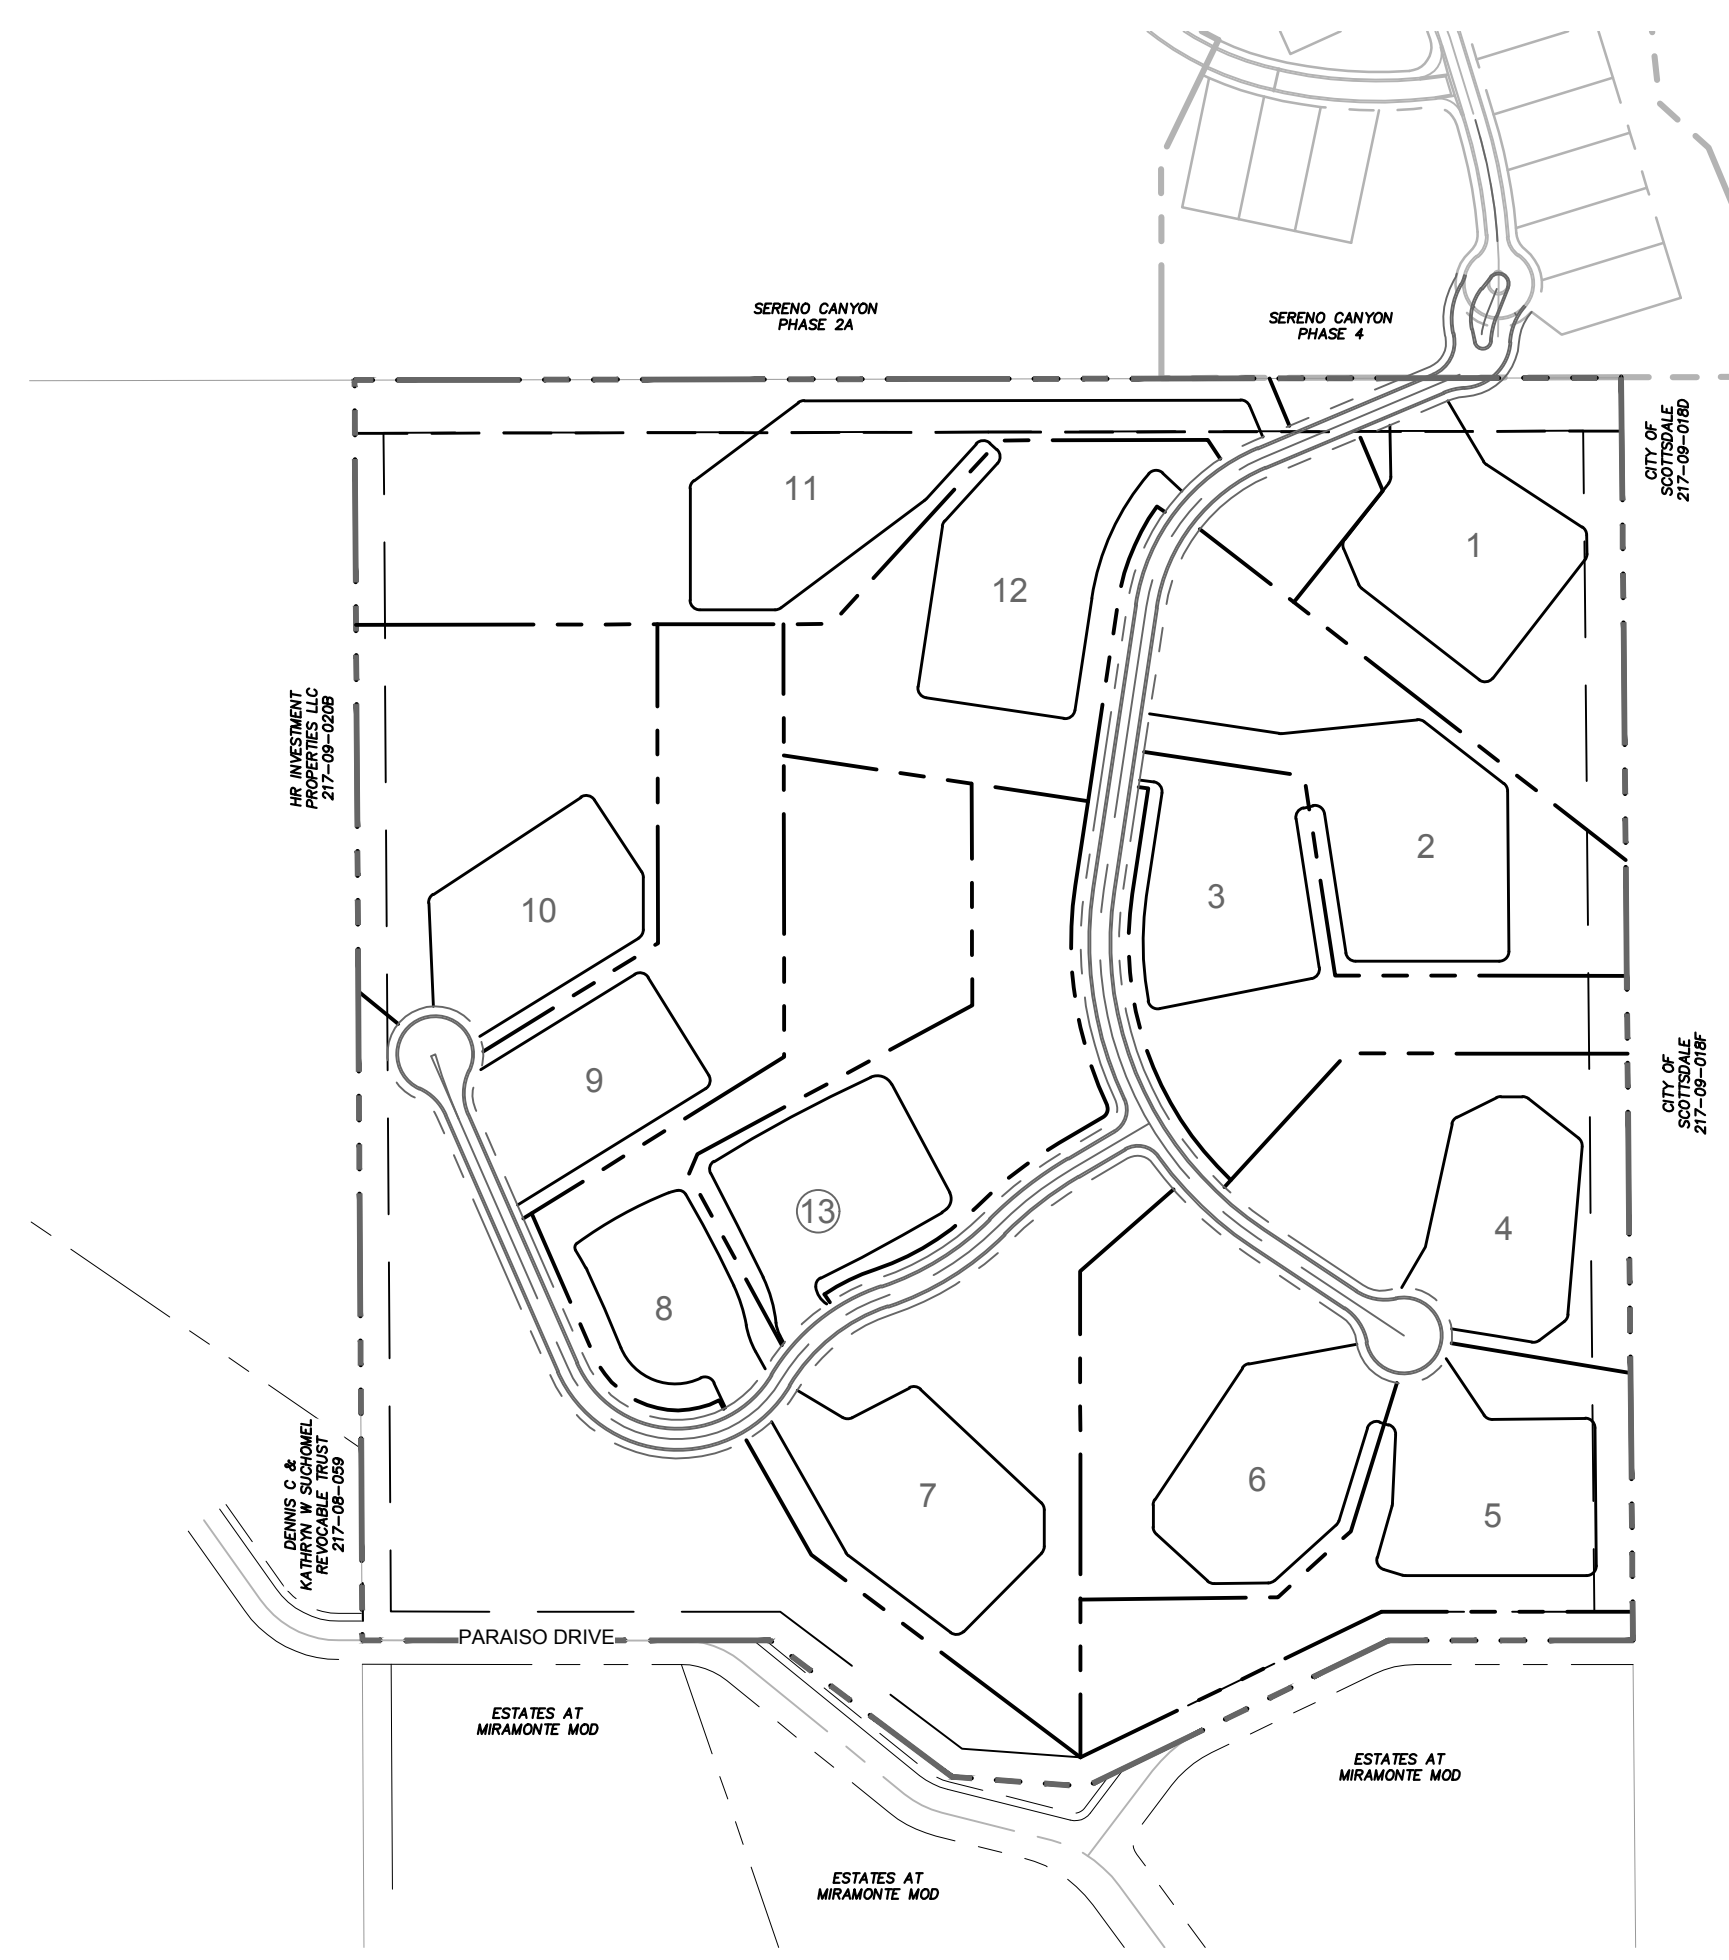 SERENO CANYON
PHASE 2A
SERENO CANYON
PHASE 4
CITY OF
SCOTTSDALE
217-09-018D
11
1
12
HR INVESTMENT
PROPERTIES LLC
217-09-020B
2
3
10
9
CITY OF
SCOTTSDALE
217-09-018F
13
4
8
6
7
5
DENNIS C &
KATHRYN W SUCHOMEL
REVOCABLE TRUST
217-08-059
PARAISO DRIVE
ESTATES AT
MIRAMONTE MOD
ESTATES AT
MIRAMONTE MOD
ESTATES AT
MIRAMONTE MOD